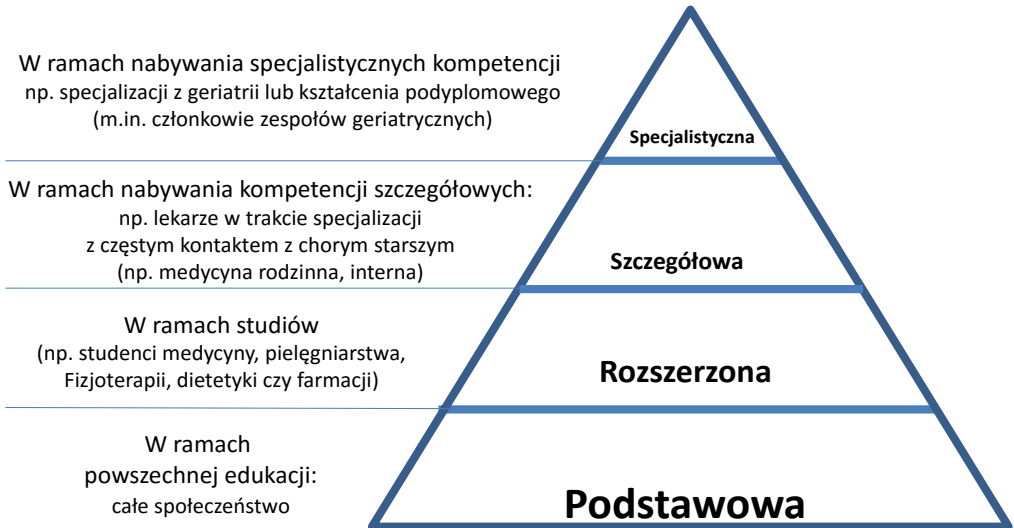 W ramach nabywania specjalistycznych kompetencji
np. specjalizacji z geriatrii lub kształcenia podyplomowego
(m.in. członkowie zespołów geriatrycznych)
Specjalistyczna
W ramach nabywania kompetencji szczegółowych:
np. lekarze w trakcie specjalizacji
z częstym kontaktem z chorym starszym
(np. medycyna rodzinna, interna)
Szczegółowa
W ramach studiów
(np. studenci medycyny, pielęgniarstwa,
Fizjoterapii, dietetyki czy farmacji)
Rozszerzona
W ramach
powszechnej edukacji:
całe społeczeństwo
Podstawowa